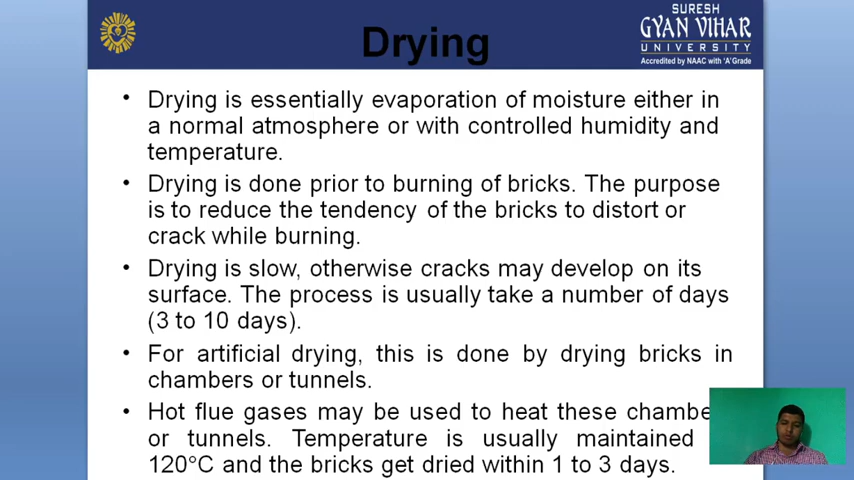 SURESH
GYAN VIHAR
UNIVERSITY
Accredited by NAAC with 'A' Grade
Drying
• Drying is essentially evaporation of moisture either in
a normal atmosphere or with controlled humidity and
temperature.
• Drying is done prior to burning of bricks. The purpose
is to reduce the tendency of the bricks to distort or
crack while burning.
• Drying is slow, otherwise cracks may develop on its
surface. The process is usually take a number of days
(3 to 10 days).
• For artificial drying, this is done by drying bricks in
chambers or tunnels.
• Hot flue gases may be used to heat these chambe
or tunnels. Temperature is usually maintained
120°C and the bricks get dried within 1 to 3 days.